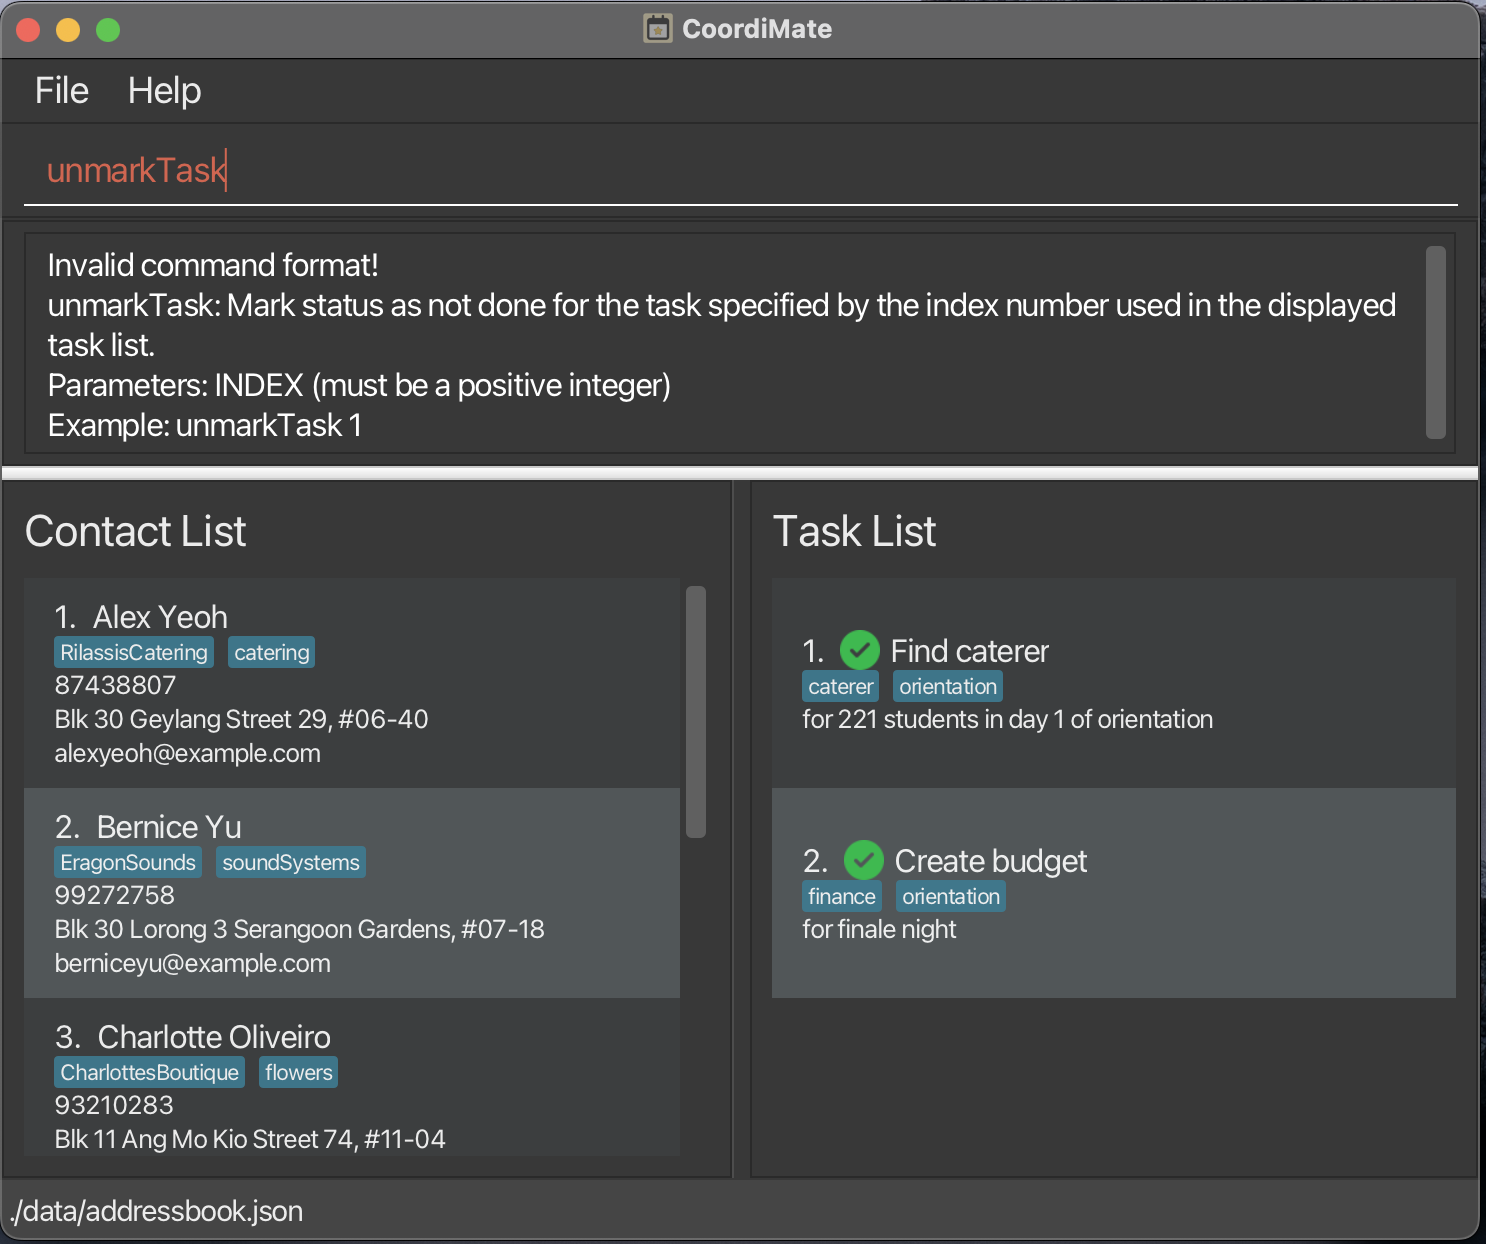 CoordiMate
File Help
unmarkTask
Invalid command format!
unmarkTask: Mark status as not done for the task specified by the index number used in the displayed
task list.
Parameters: INDEX (must be a positive integer)
Example: unmarkTask 1
Contact List
1. Alex Yeoh
RilassisCatering catering
87438807
Blk 30 Geylang Street 29, #06-40
alexyeoh@example.com
2. Bernice Yu
EragonSounds soundSystems
99272758
Blk 30 Lorong 3 Serangoon Gardens, #07-18
berniceyu@example.com
3. Charlotte Oliveiro
CharlottesBoutique flowers
93210283
Blk 11 Ang Mo Kio Street 74, #11-04
Task List
1. Find caterer
caterer orientation
for 221 students in day 1 of orientation
2. Create budget
finance orientation
for finale night
./data/addressbook.json